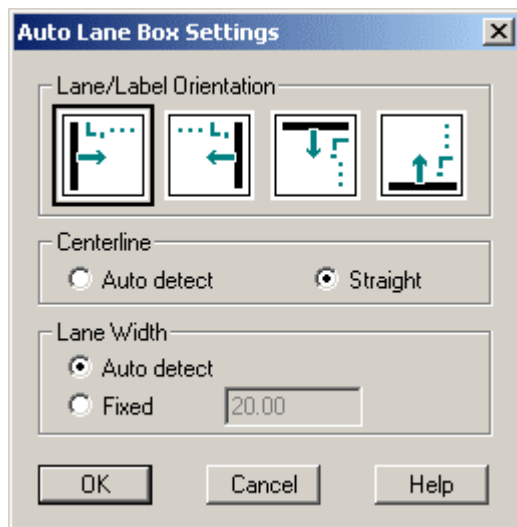 Auto Lane Box Settings
Lane/Label Orientation
L, ...
... L,
L, ...
L, ...
Centerline
Auto detect
Straight
Lane Width
Auto detect
Fixed
20.00
OK
Cancel
Help